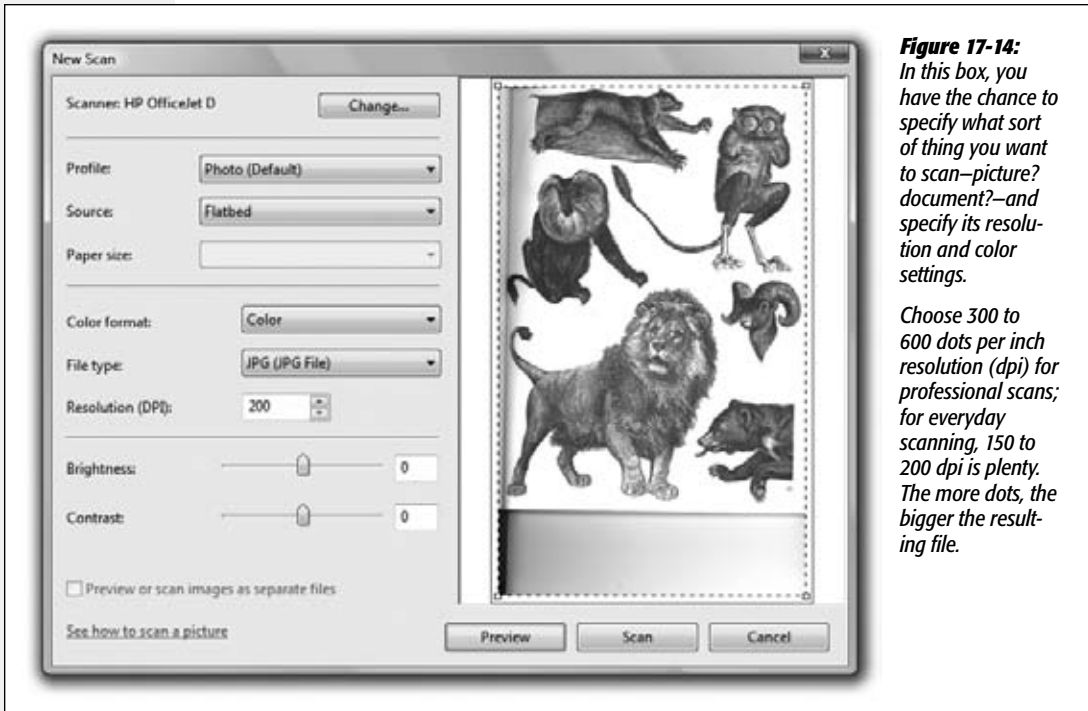 New Scan
Scanner: HP OfficeJet D
Change...
Profile:
Photo (Default)
Source:
Flatbed
Paper size:
Color format:
Color
File type:
JPG (JPG File)
Resolution (DPI):
200
Brightness:
0
Contrast:
0
Preview or scan images as separate files
See how to scan a picture
Preview
Scan
Cancel
Figure 17-14:
In this box, you
have the chance to
specify what sort
of thing you want
to scan—picture?
document?—and
specify its resolu-
tion and color
settings.
Choose 300 to
600 dots per inch
resolution (dpi) for
professional scans;
for everyday
scanning, 150 to
200 dpi is plenty.
The more dots, the
bigger the result-
ing file.